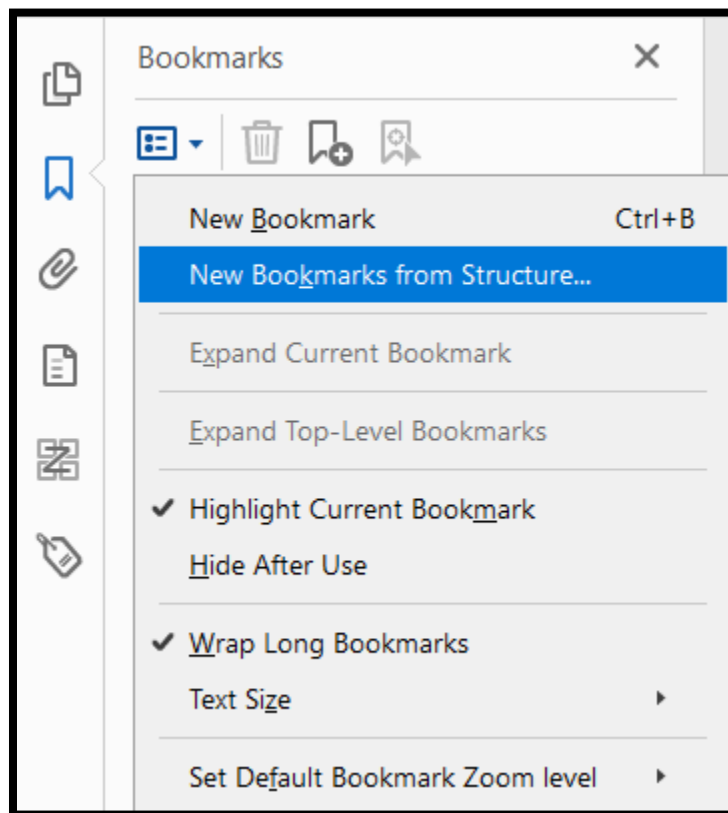 Bookmarks
New Bookmark Ctrl+B
New Bookmarks from Structure...
Expand Current Bookmark
Expand Top-Level Bookmarks
Highlight Current Bookmark
Hide After Use
Wrap Long Bookmarks
Text Size
Set Default Bookmark Zoom level